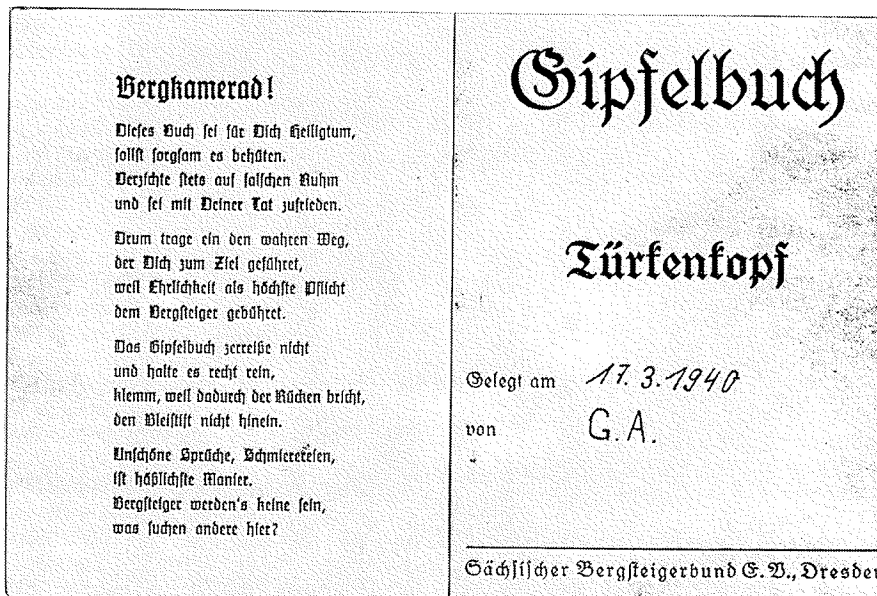 Bergkamerad!
Dieses Buch sei für Dich Heiligtum,
sollst sorgsam es behüten.
Verzichte stets auf falschen Ruhm
und sei mit Deiner Tat zufrieden.
Drum trage ein den wahren Weg,
der Dich zum Ziel geführet,
weil Ehrlichkeit als höchste Pflicht
dem Bergsteiger gebühret.
Das Gipfelbuch zerreiße nicht
und halte es recht rein,
klemm, weil dadurch der Rücken bricht,
den Bleistift nicht hinein.
Unschöne Sprüche, Schmierereien,
ist häßlichste Manier.
Bergsteiger werden's keine sein,
was suchen andere hier?
Gipfelbuch
Türkenkopf
Gelegt am 17.3.1940
von G.A.
Sächsischer Bergsteigerbund E.V., Dresden